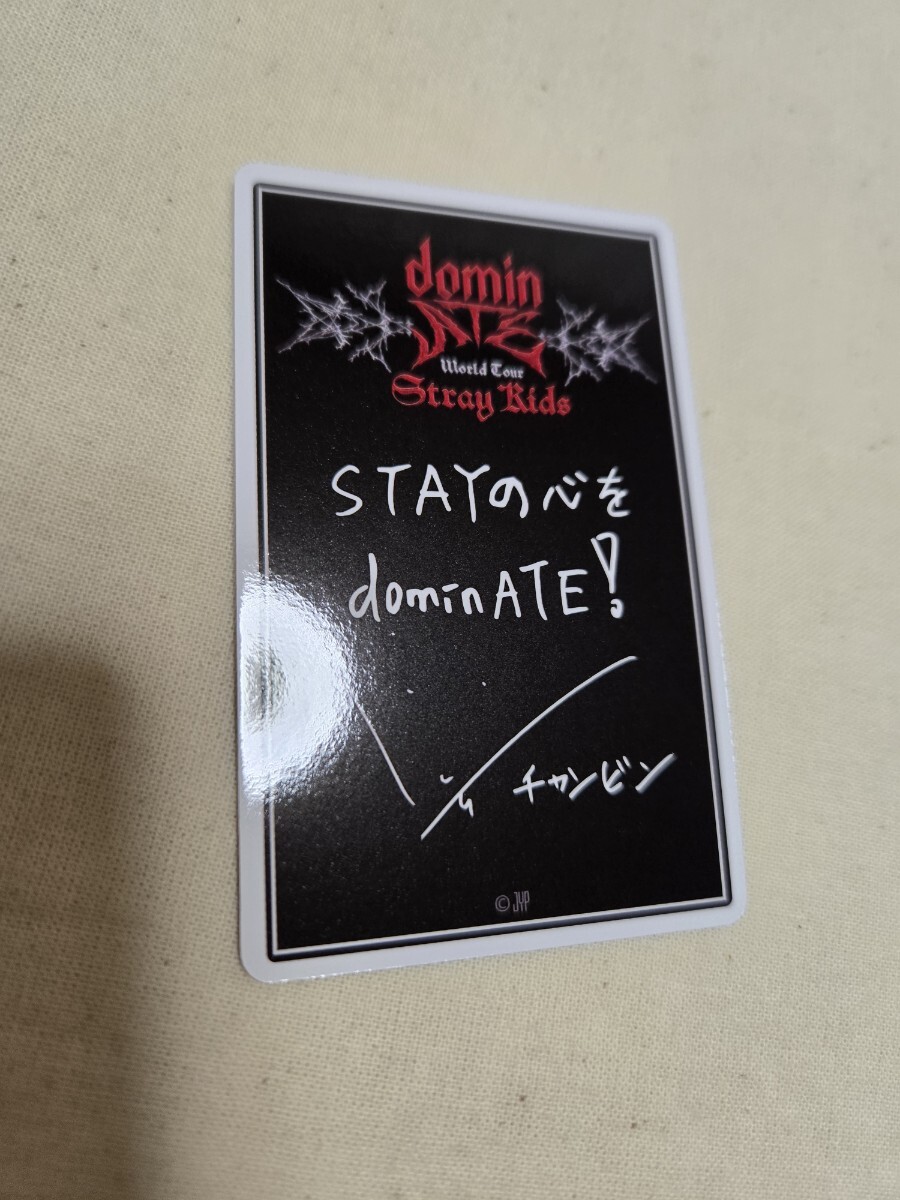 domin
ATE
World Tour
Stray Kids
STAYの心を
dominATE!
チャンビン
© JYP